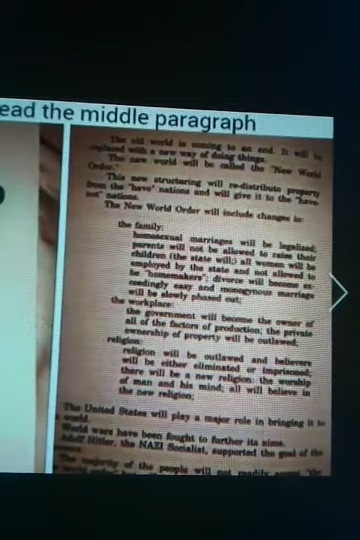 ead the middle paragraph
The old world is coming to an end. It will be
replaced with a new way of doing things.
The new world will be called the "New World
Order."
This new structuring will re-distribute property
from the "have" nations and will give it to the "have-
not" nations.
The New World Order will include changes in:
the family:
homosexual marriages will be legalized;
parents will not be allowed to raise their
children (the state will;) all women will be
employed by the state and not allowed to
be "homemakers"; divorce will become ex-
ceedingly easy and monogynous marriage
will be slowly phased out;
the workplace:
the government will become the owner of
all of the factors of production; the private
ownership of property will be outlawed;
religion:
religion will be outlawed and believers
will be either eliminated or imprisoned;
there will be a new religion: the worship
of man and his mind; all will believe in
the new religion;
The United States will play a major role in bringing it to
world.
World wars have been fought to further its aims.
Adolf Hitler, the NAZI Socialist, supported the goal of the
The majority of the people will not readily